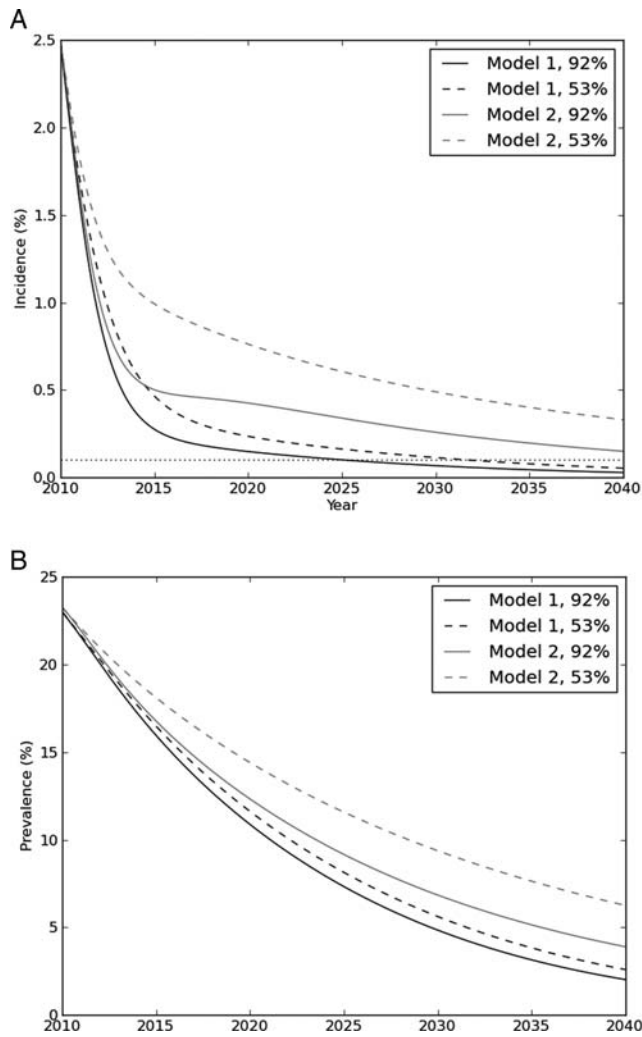 A
2.5
2.0
1.5
1.0
0.5
0.0
Incidence (%)
Model 1, 92%
Model 1, 53%
Model 2, 92%
Model 2, 53%
2010 2015 2020 2025 2030 2035 2040
Year
B
25
20
15
10
5
0
Prevalence (%)
Model 1, 92%
Model 1, 53%
Model 2, 92%
Model 2, 53%
2010 2015 2020 2025 2030 2035 2040